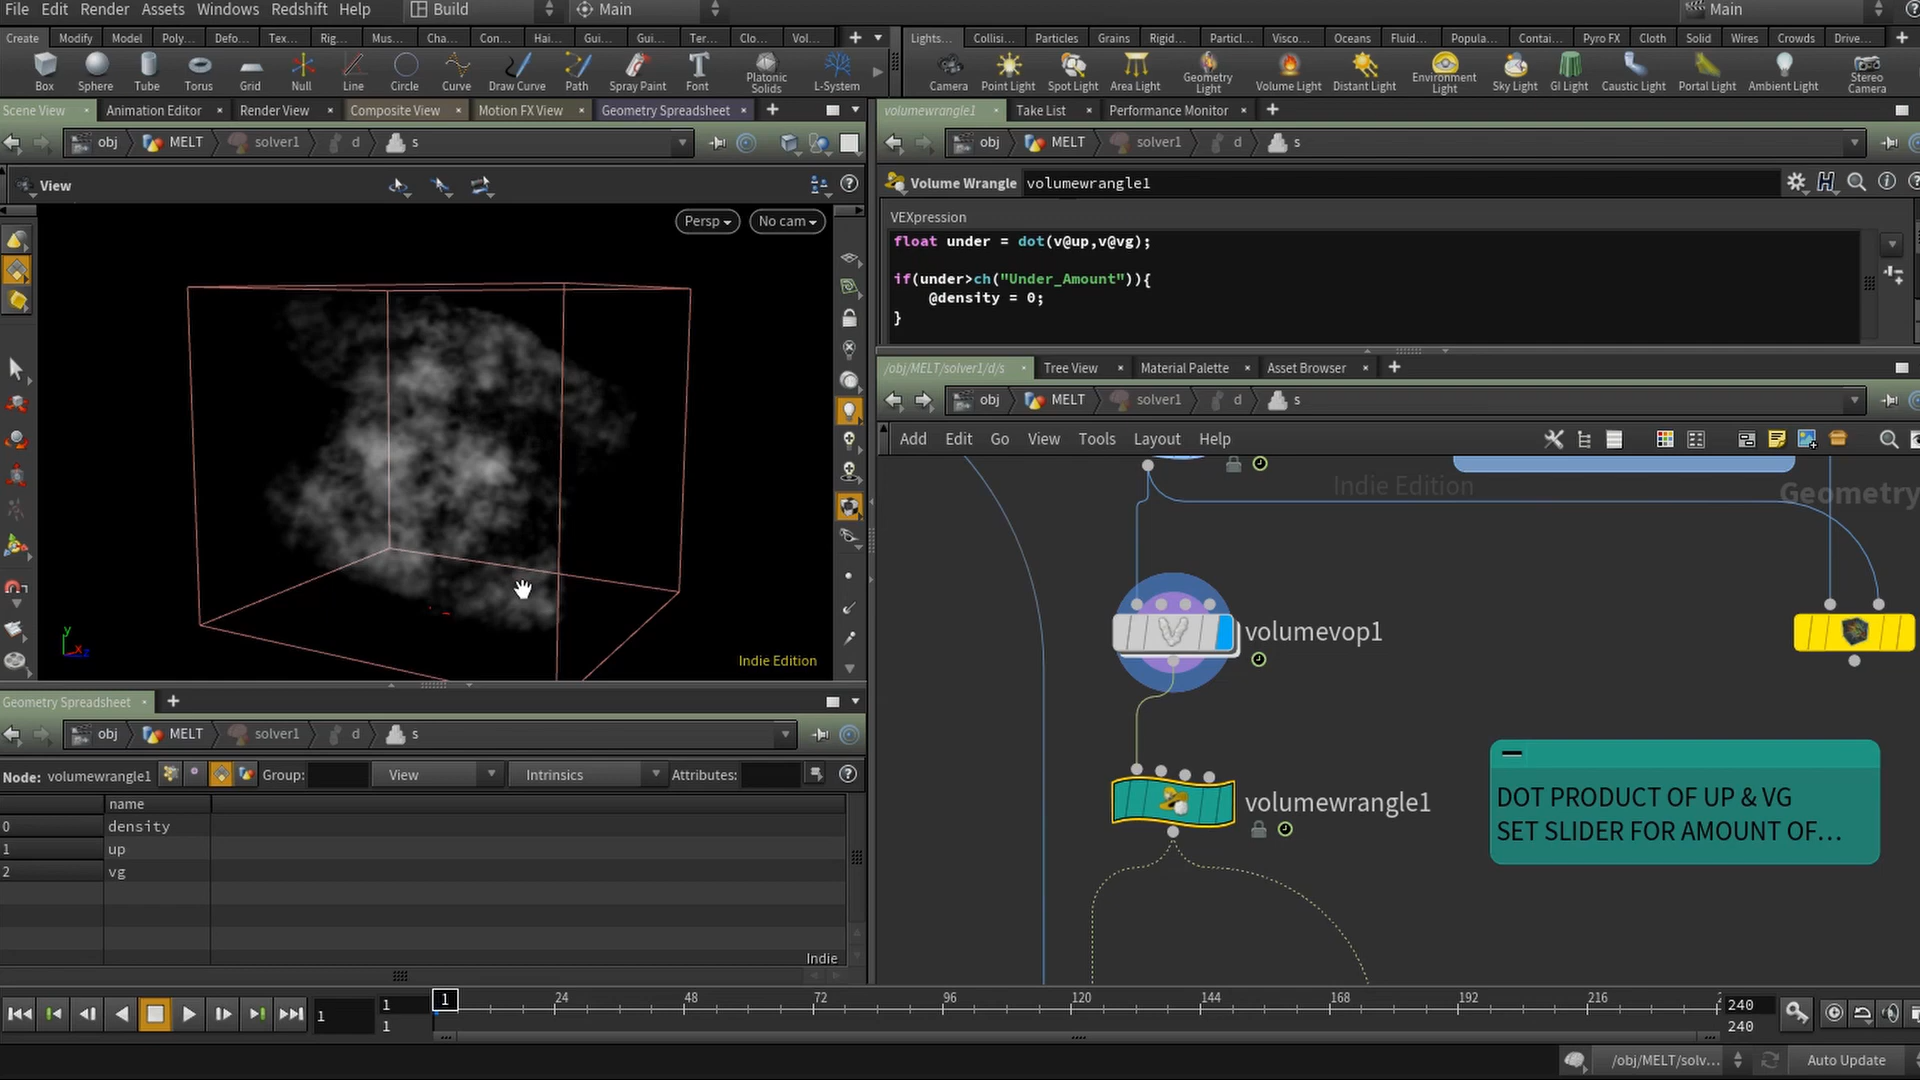 File Edit Render Assets Windows Redshift Help Build Main Main
Create Modify Model Poly... Defo... Tex... Rig... Mus... Cha... Con... Hai... Gui... Gui... Ter... Clo... Vol...
Lights... Collisi... Particles Grains Rigid... Particl... Visco... Oceans Fluid... Popula... Contai... Pyro FX Cloth Solid Wires Crowds Drive...
Box Sphere Tube Torus Grid Null Line Circle Curve Draw Curve Path Spray Paint Font Platonic Solids L-System
Camera Point Light Spot Light Area Light Geometry Light Volume Light Distant Light Environment Light Sky Light GI Light Caustic Light Portal Light Ambient Light Stereo Camera
Scene View Animation Editor Render View Composite View Motion FX View Geometry Spreadsheet
volumewrangle1 Take List Performance Monitor
obj MELT solver1 d s
obj MELT solver1 d s
View
Persp No cam
Volume Wrangle volumewrangle1
VEXpression
float under = dot(v@up,v@vg);
if(under>ch("Under_Amount")){
@density = 0;
}
/obj/MELT/solver1/d/s Tree View Material Palette Asset Browser
obj MELT solver1 d s
Add Edit Go View Tools Layout Help
Indie Edition
Geometry
volumevop1
volumewrangle1
DOT PRODUCT OF UP & VG
SET SLIDER FOR AMOUNT OF...
y
x
z
Indie Edition
Geometry Spreadsheet
obj MELT solver1 d s
Node: volumewrangle1 Group: View Intrinsics Attributes:
name
0 density
1 up
2 vg
Indie
1 1 1 1 24 48 72 96 120 144 168 192 216 2 240 240
/obj/MELT/solv... Auto Update